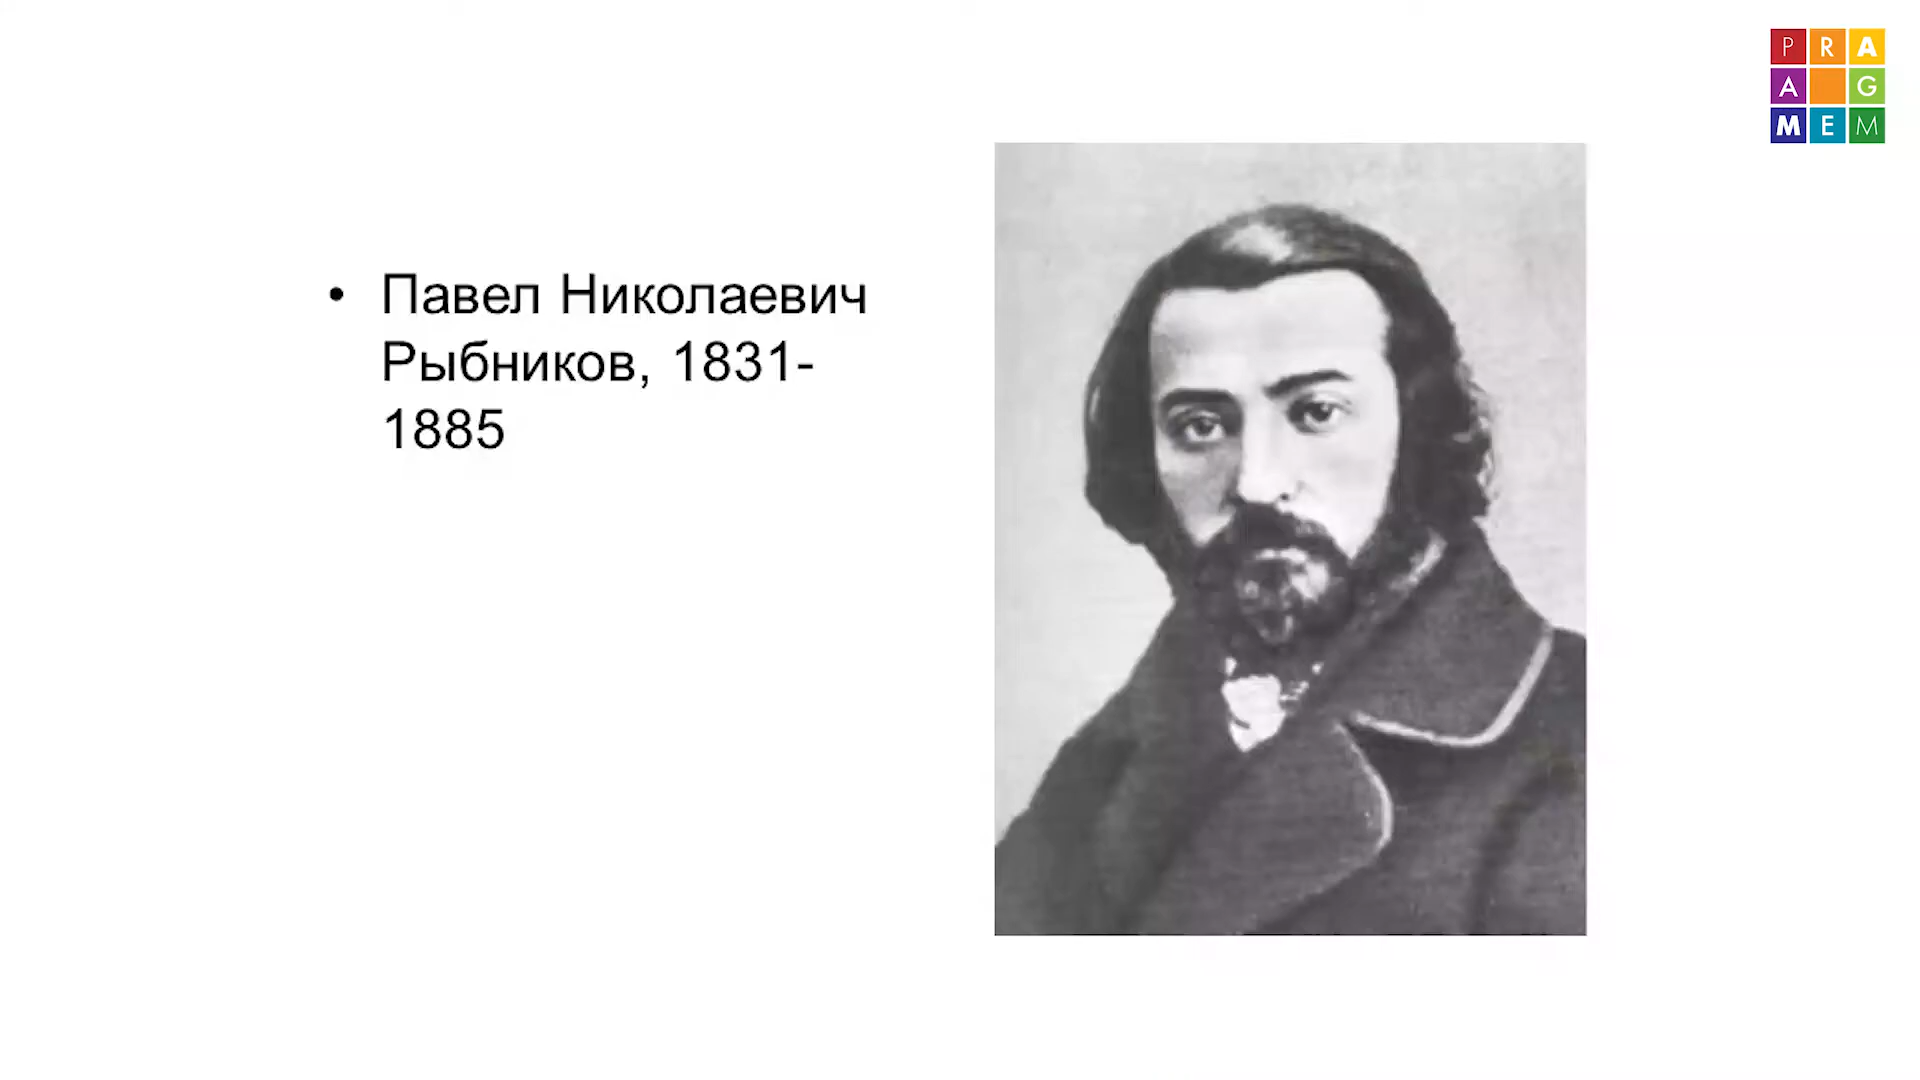 • Павел Николаевич
Рыбников, 1831-
1885
P R A
A G
M E M